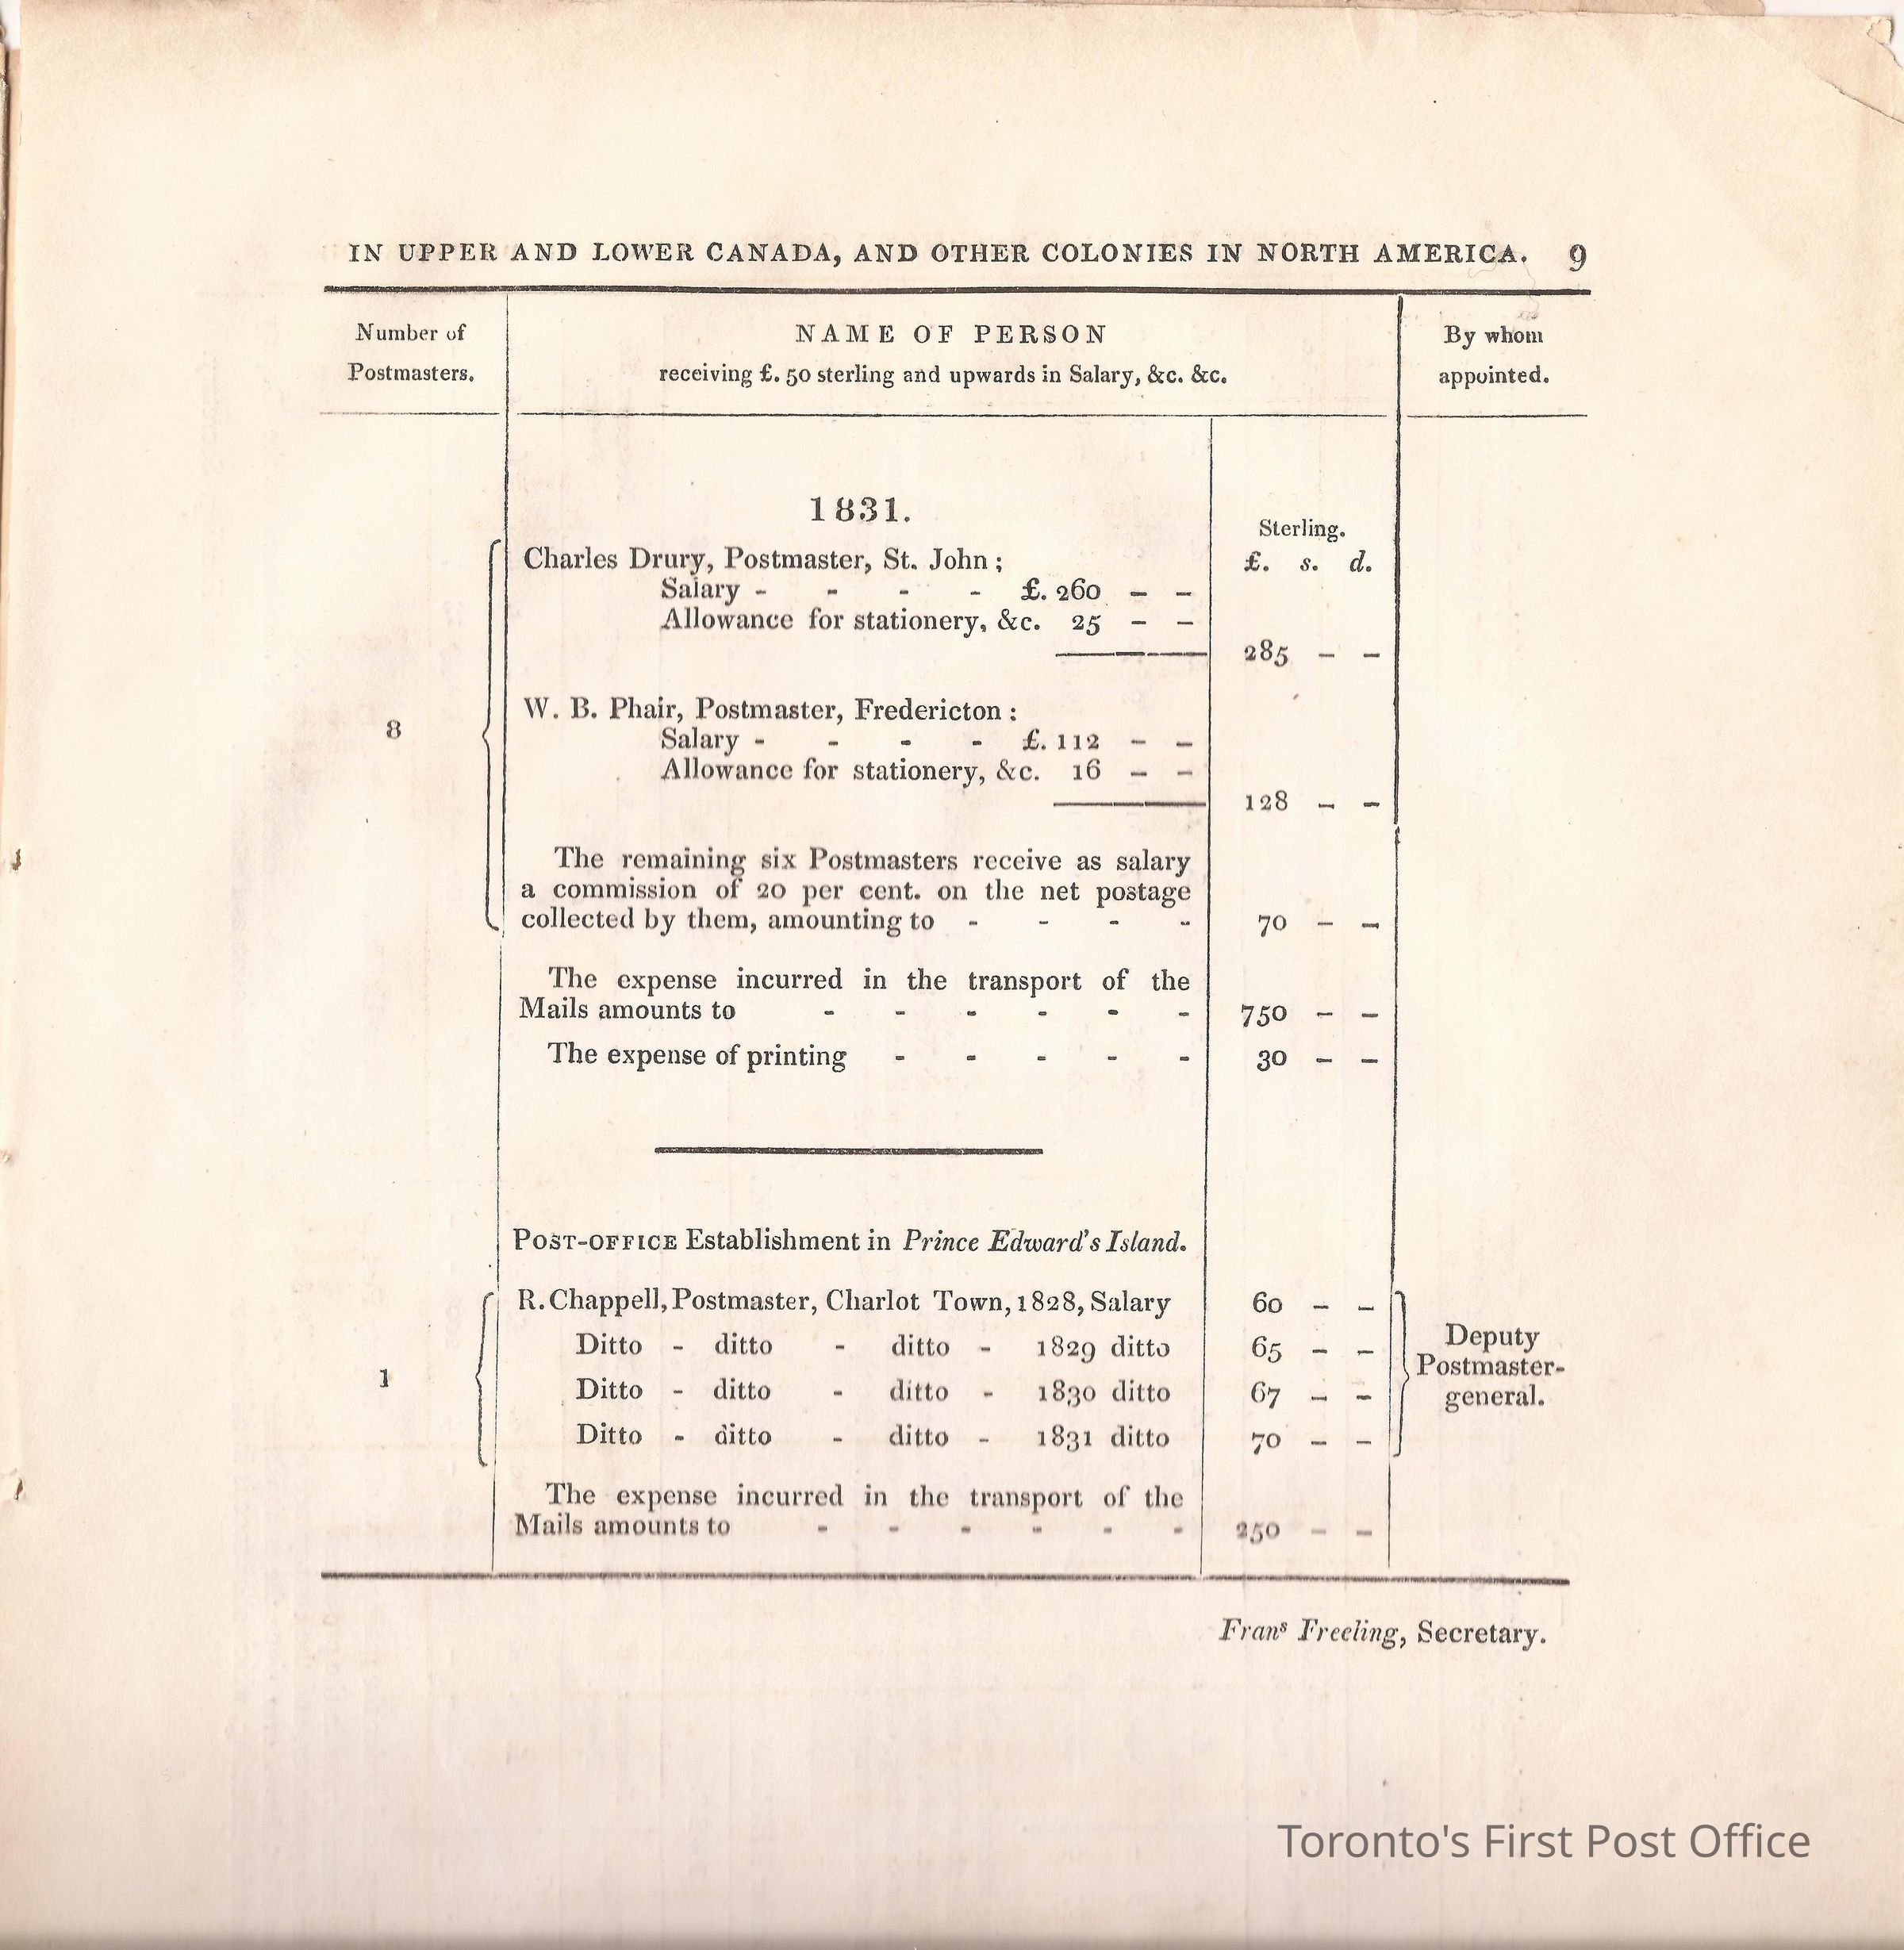 IN UPPER AND LOWER CANADA, AND OTHER COLONIES IN NORTH AMERICA. 9
Number of
Postmasters.
NAME OF PERSON
receiving £. 50 sterling and upwards in Salary, &c. &c.
By whom
appointed.
1831.
Sterling.
£. s. d.
Charles Drury, Postmaster, St. John ;
Salary - - - - £. 260 - -
Allowance for stationery, &c. 25 - -
285 - -
8
W. B. Phair, Postmaster, Fredericton :
Salary - - - - £. 112 - -
Allowance for stationery, &c. 16 - -
128 - -
The remaining six Postmasters receive as salary
a commission of 20 per cent. on the net postage
collected by them, amounting to - - - - 70 - -
The expense incurred in the transport of the
Mails amounts to - - - - - - 750 - -
The expense of printing - - - - - 30 - -
POST-OFFICE Establishment in Prince Edward's Island.
1
R. Chappell, Postmaster, Charlot Town, 1828, Salary 60 - -
Ditto - ditto - ditto - 1829 ditto 65 - -
Ditto - ditto - ditto - 1830 ditto 67 - -
Ditto - ditto - ditto - 1831 ditto 70 - -
Deputy
Postmaster-
general.
The expense incurred in the transport of the
Mails amounts to - - - - - - 250 - -
Frans Freeling, Secretary.
Toronto's First Post Office